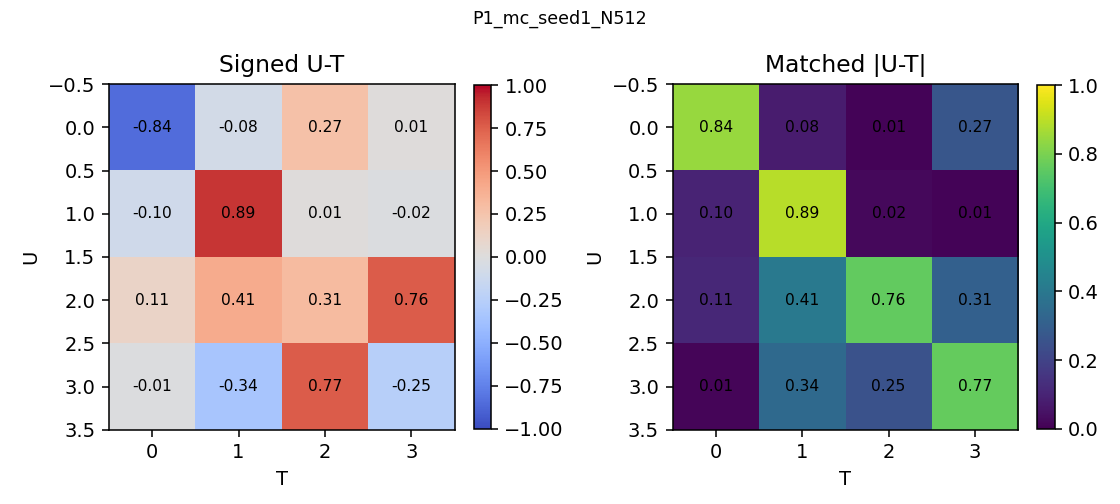 P1_mc_seed1_N512
Signed U-T
−0.5
0.0
0.5
1.0
1.5
2.0
2.5
3.0
3.5
U
-0.84 -0.08 0.27 0.01
-0.10 0.89 0.01 -0.02
0.11 0.41 0.31 0.76
-0.01 -0.34 0.77 -0.25
0 1 2 3
T
1.00
0.75
0.50
0.25
0.00
−0.25
−0.50
−0.75
−1.00
Matched |U-T|
−0.5
0.0
0.5
1.0
1.5
2.0
2.5
3.0
3.5
U
0.84 0.08 0.01 0.27
0.10 0.89 0.02 0.01
0.11 0.41 0.76 0.31
0.01 0.34 0.25 0.77
0 1 2 3
T
1.0
0.8
0.6
0.4
0.2
0.0